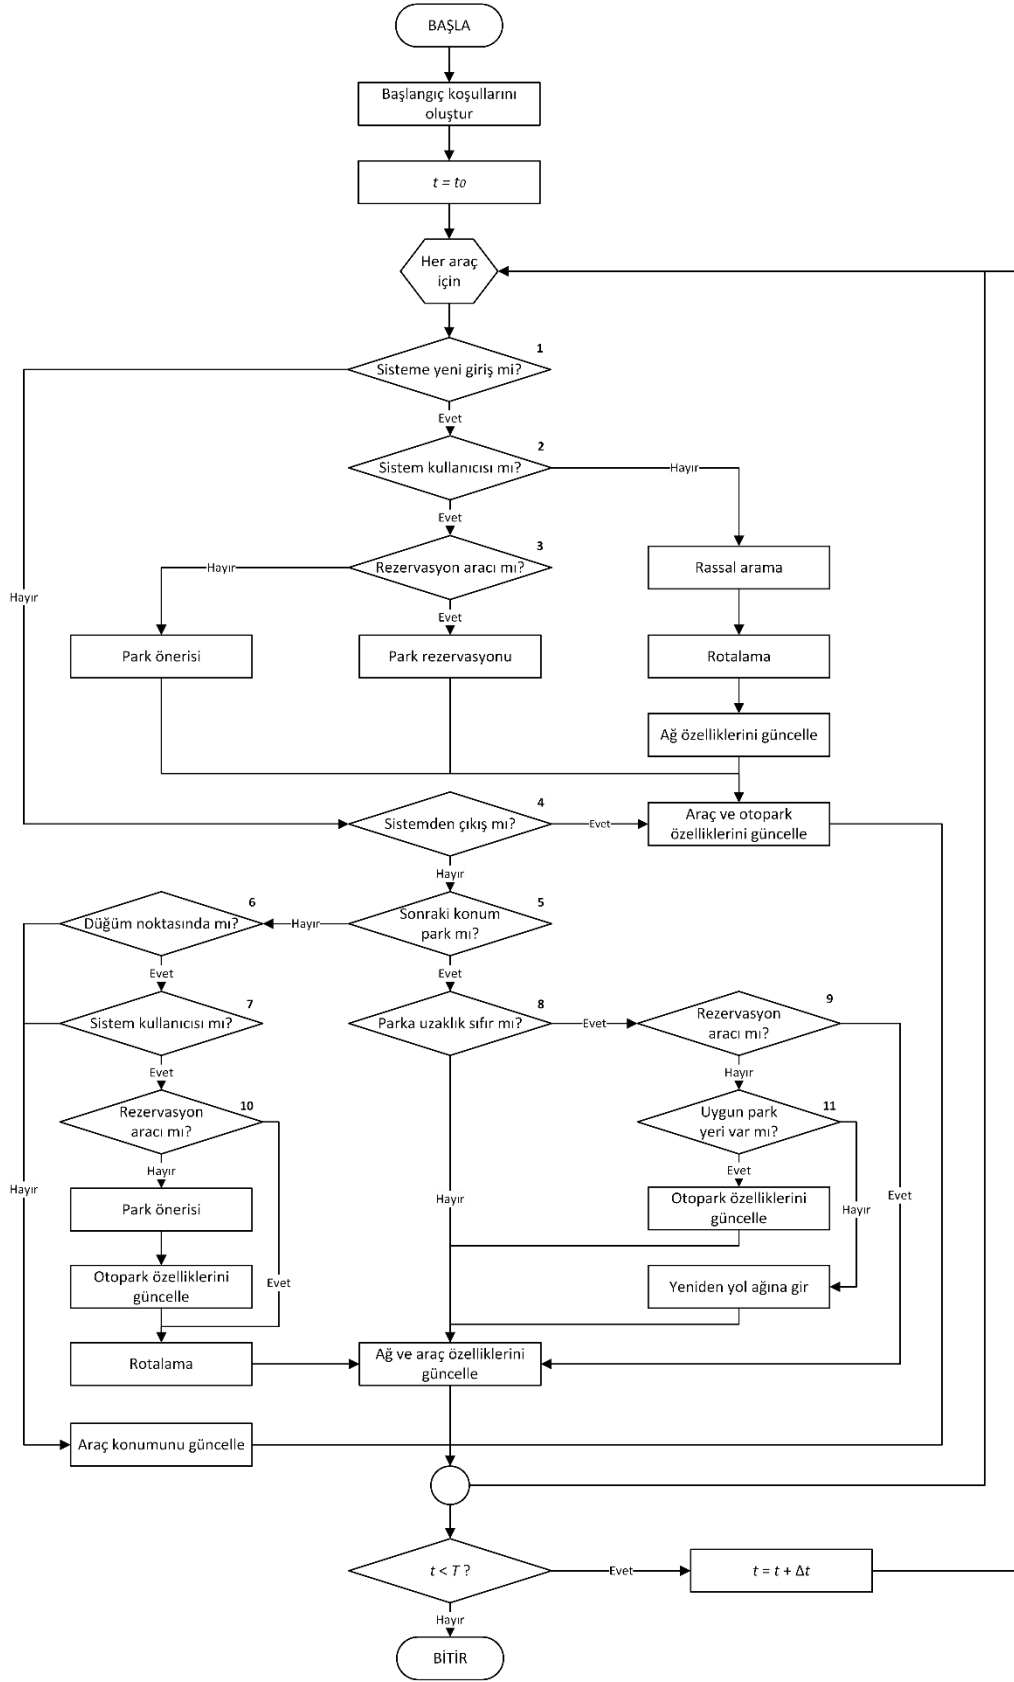 BAŞLA
Başlangıç koşullarını
oluştur
t = t₀
Her araç
için
1
Sisteme yeni giriş mi?
Evet
2
Sistem kullanıcısı mı?
Hayır
Evet
3
Rezervasyon aracı mı?
Hayır
Rassal arama
Hayır
Evet
Park önerisi
Park rezervasyonu
Rotalama
Ağ özelliklerini güncelle
4
Sistemden çıkış mı?
Evet
Araç ve otopark
özelliklerini güncelle
Hayır
6
Düğüm noktasında mı?
Hayır
5
Sonraki konum
park mı?
Evet
Evet
7
Sistem kullanıcısı mı?
8
Parka uzaklık sıfır mı?
Evet
9
Rezervasyon
aracı mı?
Evet
Hayır
10
Rezervasyon
aracı mı?
11
Uygun park
yeri var mı?
Hayır
Evet
Hayır
Hayır
Evet
Park önerisi
Otopark özelliklerini
güncelle
Hayır
Otopark özelliklerini
güncelle
Evet
Yeniden yol ağına gir
Rotalama
Ağ ve araç özelliklerini
güncelle
Araç konumunu güncelle
t < T ?
Evet
t = t + Δt
Hayır
BİTİR